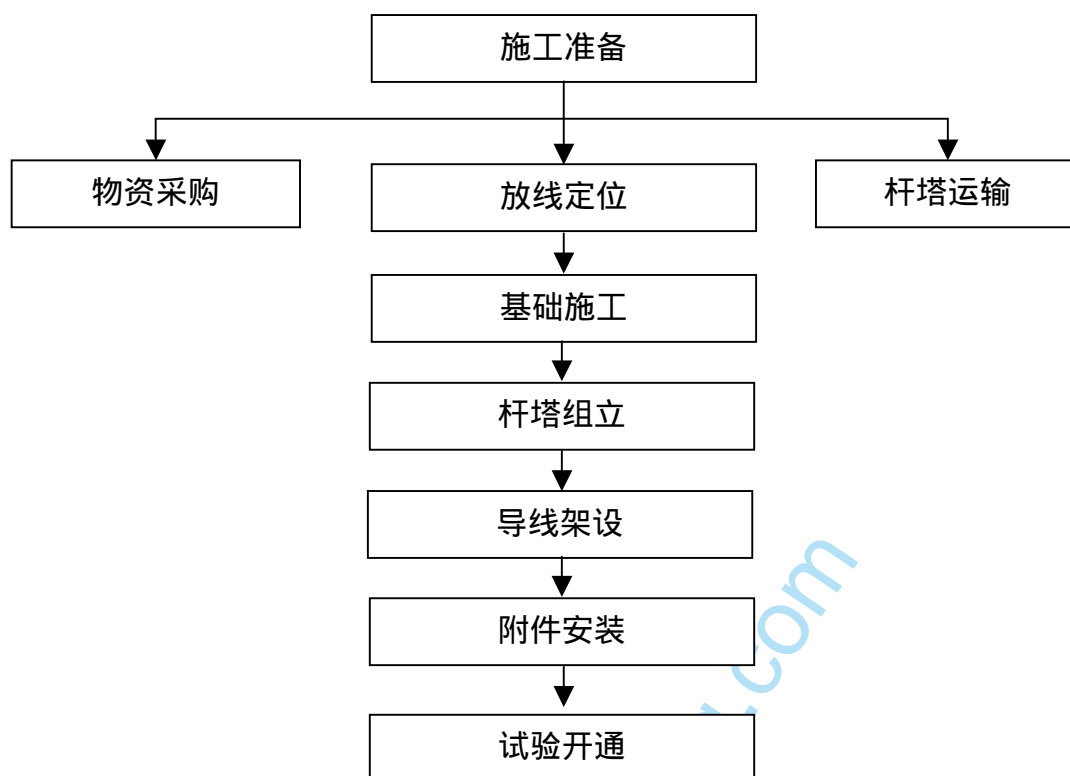 施工准备
物资采购
放线定位
杆塔运输
基础施工
杆塔组立
导线架设
附件安装
试验开通
.com